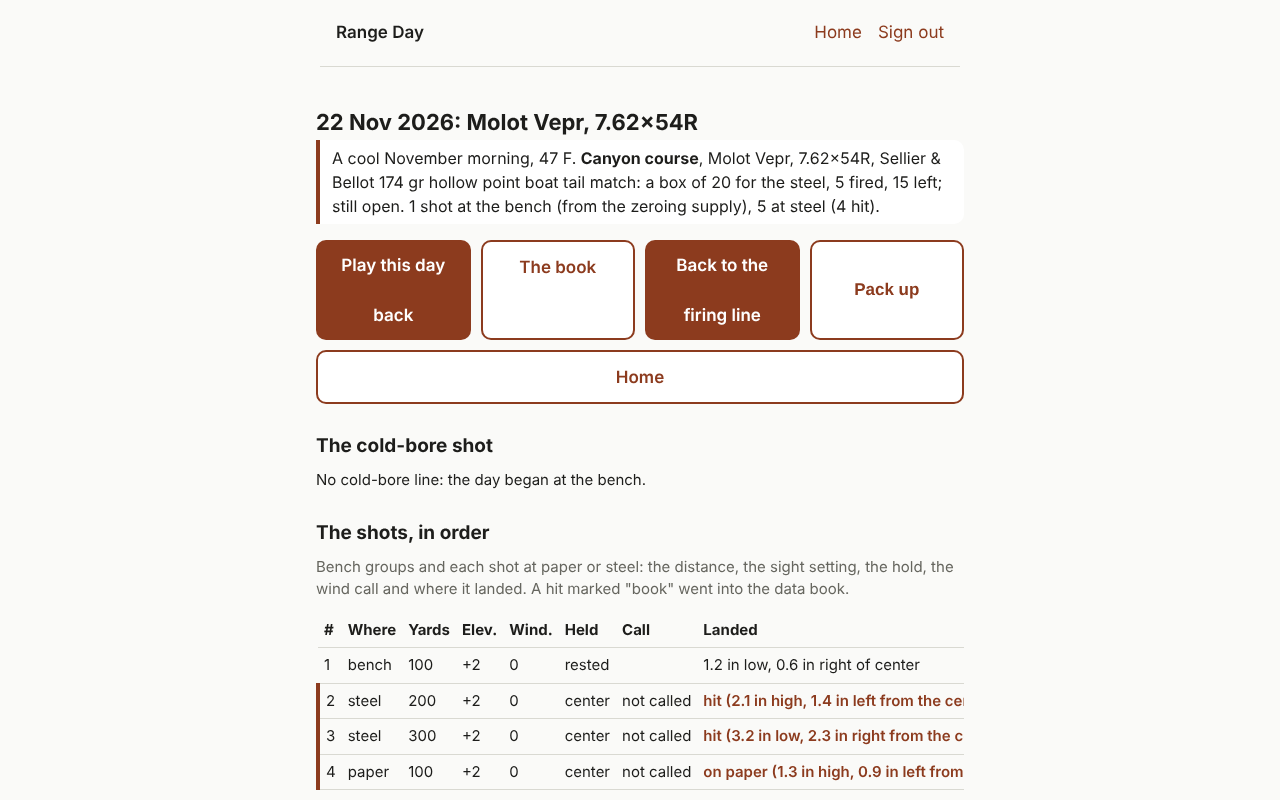 Range Day
Home Sign out
22 Nov 2026: Molot Vepr, 7.62×54R
A cool November morning, 47 F. Canyon course, Molot Vepr, 7.62×54R, Sellier &
Bellot 174 gr hollow point boat tail match: a box of 20 for the steel, 5 fired, 15 left;
still open. 1 shot at the bench (from the zeroing supply), 5 at steel (4 hit).
Play this day
back
The book
Back to the
firing line
Pack up
Home
The cold-bore shot
No cold-bore line: the day began at the bench.
The shots, in order
Bench groups and each shot at paper or steel: the distance, the sight setting, the hold, the
wind call and where it landed. A hit marked "book" went into the data book.
# Where Yards Elev. Wind. Held Call Landed
1 bench 100 +2 0 rested 1.2 in low, 0.6 in right of center
2 steel 200 +2 0 center not called hit (2.1 in high, 1.4 in left from the
3 steel 300 +2 0 center not called hit (3.2 in low, 2.3 in right from the
4 paper 100 +2 0 center not called on paper (1.3 in high, 0.9 in left from